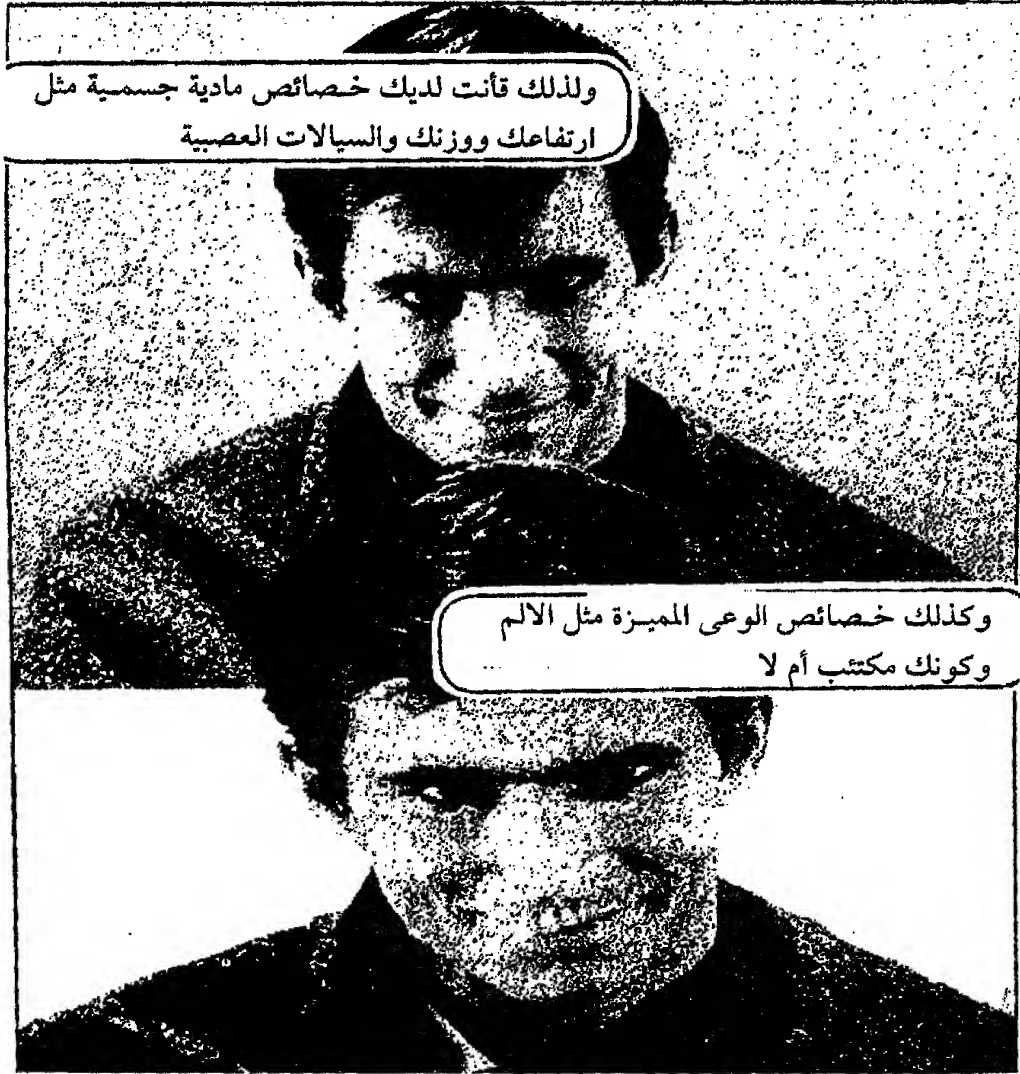 ولذلك قأنت لديك خصائص مادية جسمية مثل
ارتفاعك ووزنك والسيالات العصبية
وكذلك خصائص الوعى المميزة مثل الالم
وكونك مكتئب أم لا